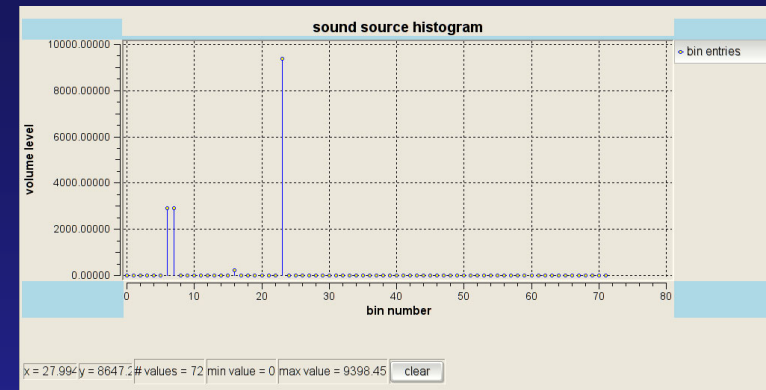 sound source histogram
bin entries
volume level
10000.00000
8000.00000
6000.00000
4000.00000
2000.00000
0.00000
0 10 20 30 40 50 60 70 80
bin number
x = 27.994 y = 8647.2 # values = 72 min value = 0 max value = 9398.45 clear